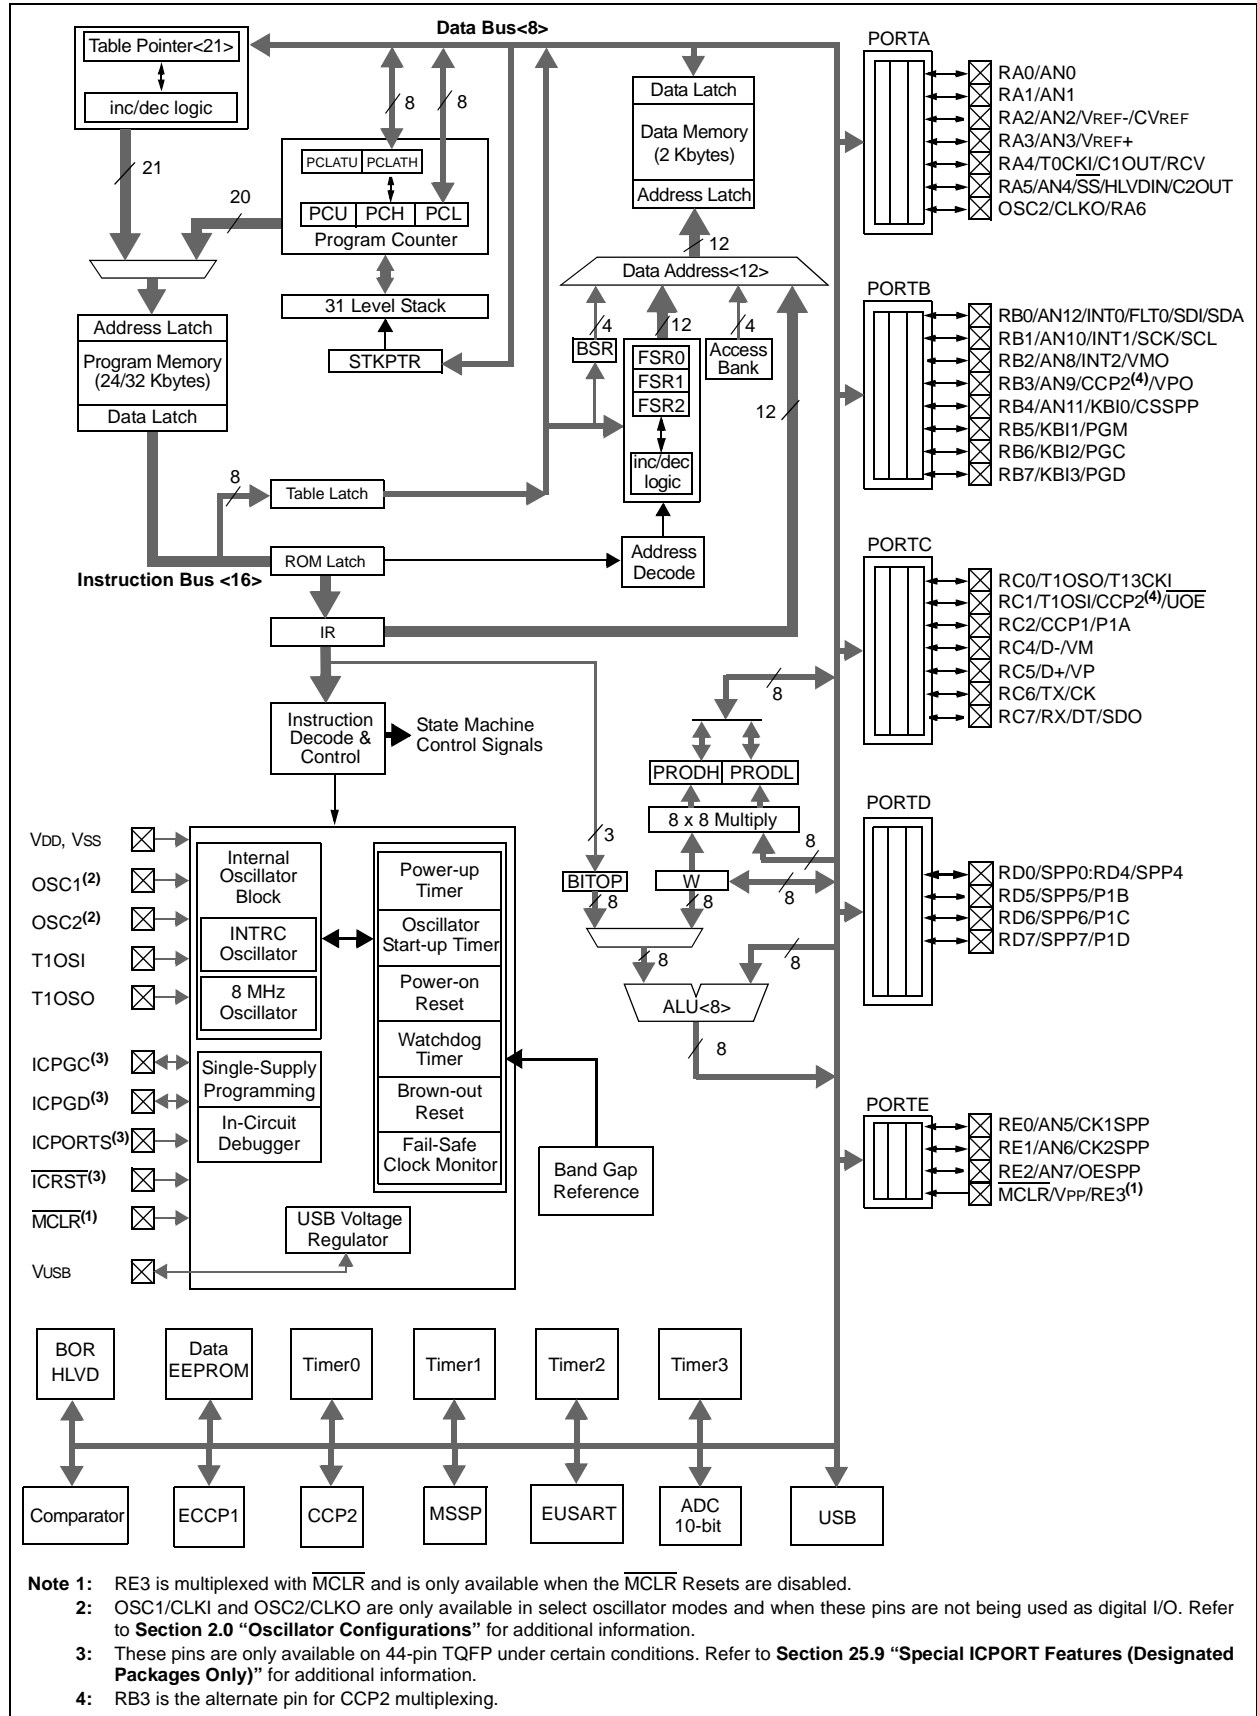 Data Bus<8>
Table Pointer<21>
inc/dec logic
21
20
8
8
PCLATU PCLATH
PCU PCH PCL
Program Counter
31 Level Stack
STKPTR
Address Latch
Program Memory
(24/32 Kbytes)
Data Latch
8
Table Latch
ROM Latch
Instruction Bus <16>
IR
Data Latch
Data Memory
(2 Kbytes)
Address Latch
12
Data Address<12>
4
12
4
BSR
FSR0
FSR1
FSR2
Access
Bank
inc/dec
logic
12
Address
Decode
Instruction
Decode &
Control
State Machine
Control Signals
8
PRODH PRODL
8 x 8 Multiply
3
8
BITOP
W
8
8
8
8
8
ALU<8>
8
VDD, VSS
OSC1(2)
OSC2(2)
T1OSI
T1OSO
ICPGC(3)
ICPGD(3)
ICPORTS(3)
ICRST(3)
MCLR(1)
VUSB
Internal
Oscillator
Block
INTRC
Oscillator
8 MHz
Oscillator
Single-Supply
Programming
In-Circuit
Debugger
Power-up
Timer
Oscillator
Start-up Timer
Power-on
Reset
Watchdog
Timer
Brown-out
Reset
Fail-Safe
Clock Monitor
Band Gap
Reference
USB Voltage
Regulator
PORTA
RA0/AN0
RA1/AN1
RA2/AN2/VREF-/CVREF
RA3/AN3/VREF+
RA4/T0CKI/C1OUT/RCV
RA5/AN4/SS/HLVDIN/C2OUT
OSC2/CLKO/RA6
PORTB
RB0/AN12/INT0/FLT0/SDI/SDA
RB1/AN10/INT1/SCK/SCL
RB2/AN8/INT2/VMO
RB3/AN9/CCP2(4)/VPO
RB4/AN11/KBI0/CSSPP
RB5/KBI1/PGM
RB6/KBI2/PGC
RB7/KBI3/PGD
PORTC
RC0/T1OSO/T13CKI
RC1/T1OSI/CCP2(4)/UOE
RC2/CCP1/P1A
RC4/D-/VM
RC5/D+/VP
RC6/TX/CK
RC7/RX/DT/SDO
PORTD
RD0/SPP0:RD4/SPP4
RD5/SPP5/P1B
RD6/SPP6/P1C
RD7/SPP7/P1D
PORTE
RE0/AN5/CK1SPP
RE1/AN6/CK2SPP
RE2/AN7/OESPP
MCLR/VPP/RE3(1)
BOR
HLVD
Data
EEPROM
Timer0
Timer1
Timer2
Timer3
Comparator
ECCP1
CCP2
MSSP
EUSART
ADC
10-bit
USB
Note 1: RE3 is multiplexed with MCLR and is only available when the MCLR Resets are disabled.
2: OSC1/CLKI and OSC2/CLKO are only available in select oscillator modes and when these pins are not being used as digital I/O. Refer
to Section 2.0 “Oscillator Configurations” for additional information.
3: These pins are only available on 44-pin TQFP under certain conditions. Refer to Section 25.9 “Special ICPORT Features (Designated
Packages Only)” for additional information.
4: RB3 is the alternate pin for CCP2 multiplexing.